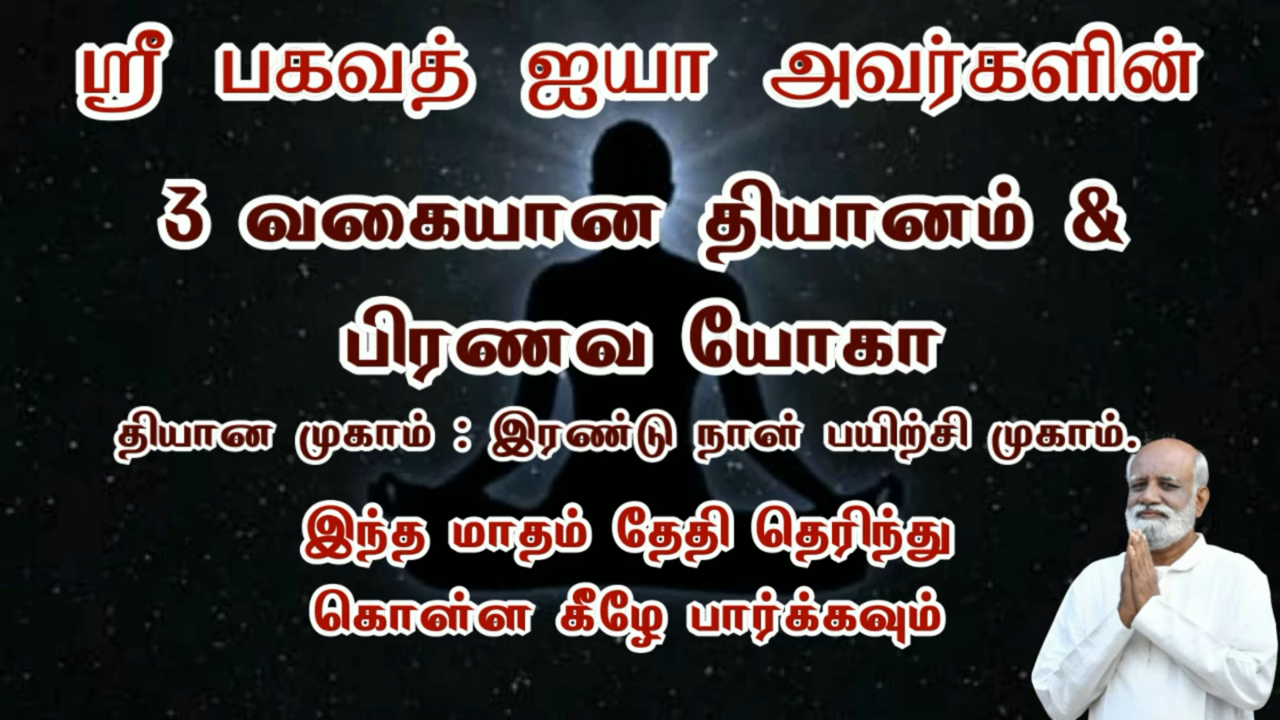 ஸ்ரீ பகவத் ஐயா அவர்களின்
3 வகையான தியானம் &
பிரணவ யோகா
தியான முகாம் : இரண்டு நாள் பயிற்சி முகாம்.
இந்த மாதம் தேதி தெரிந்து
கொள்ள கீழே பார்க்கவும்